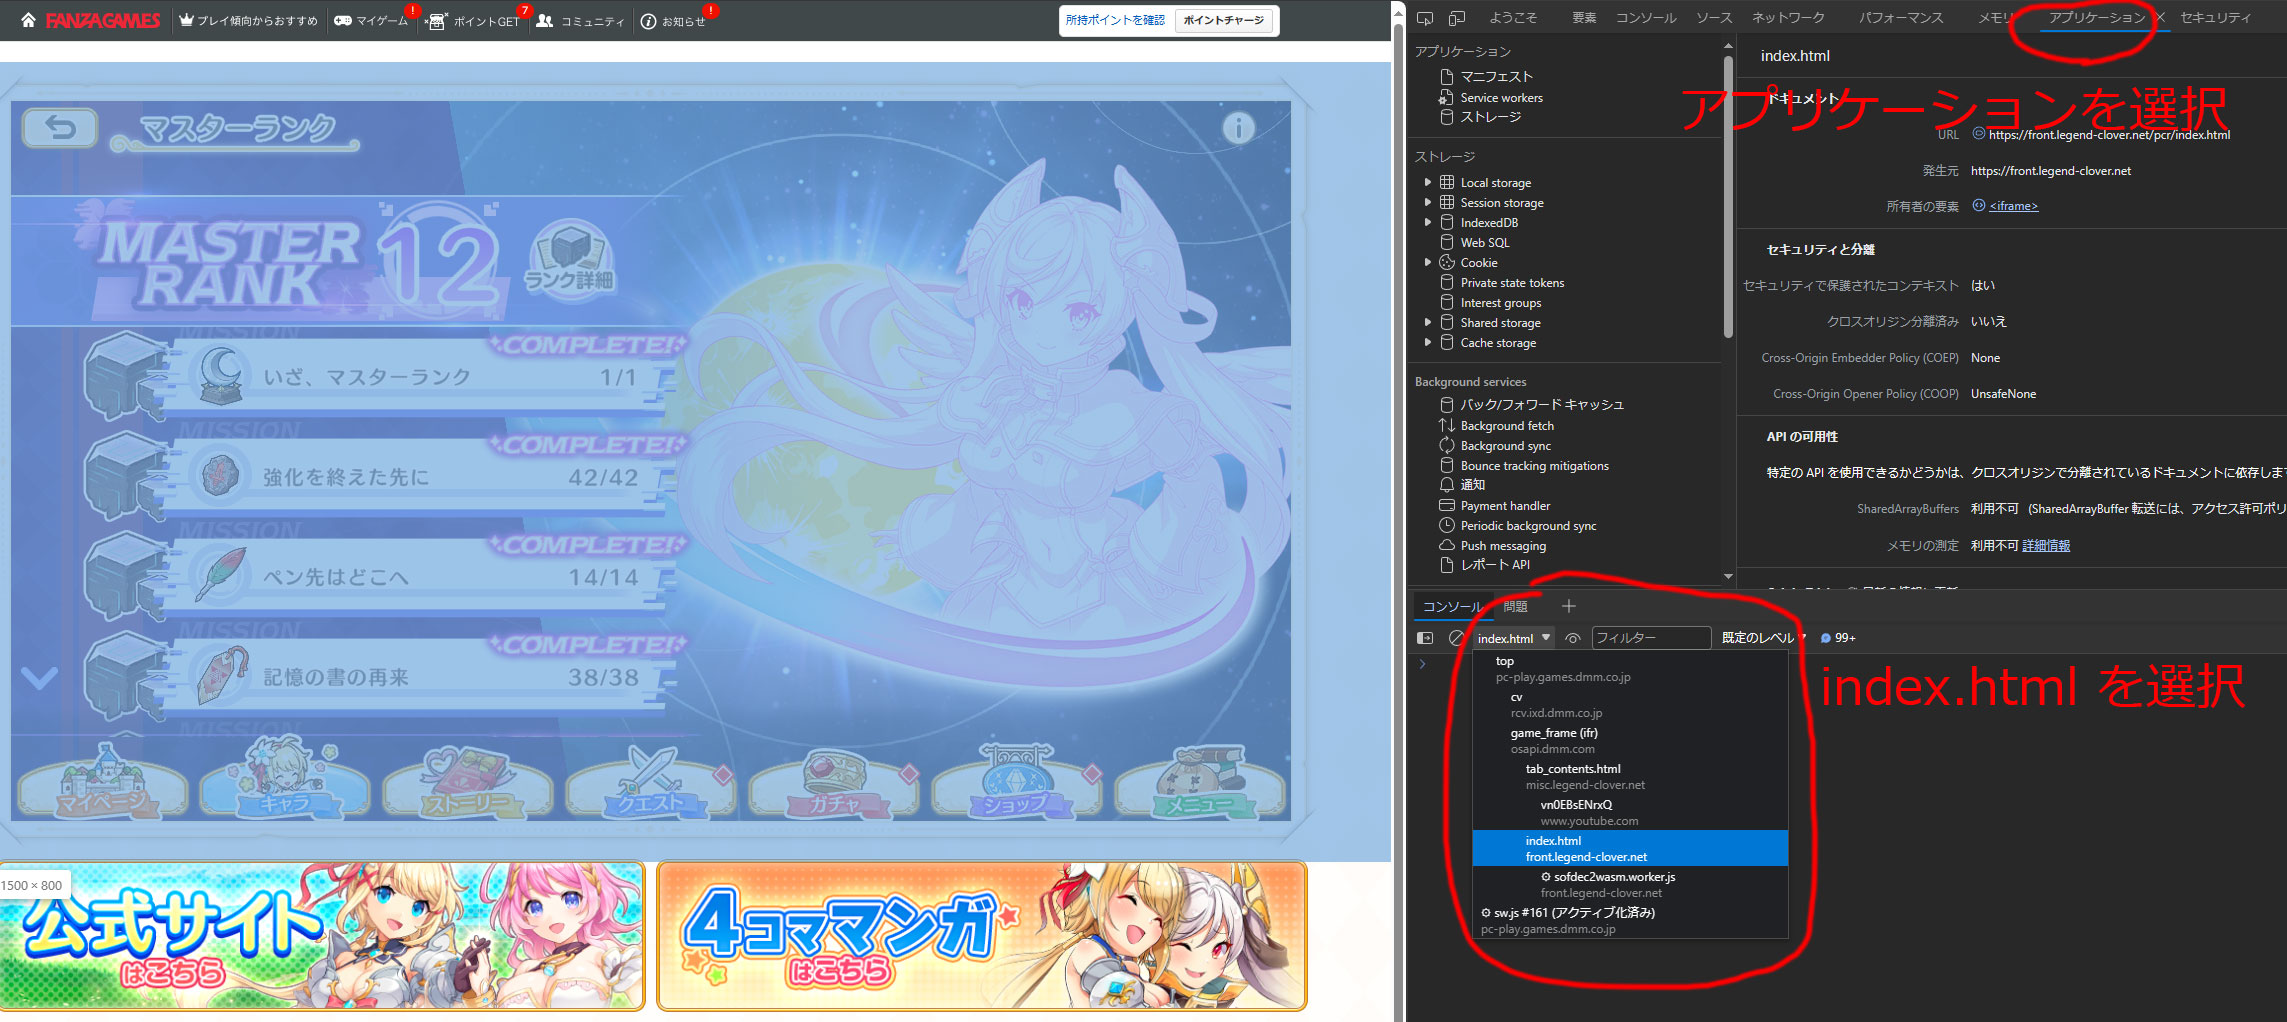 FANZAGAMES
プレイ傾向からおすすめ
マイゲーム
!
ポイントGET
7
コミュニティ
お知らせ
!
所持ポイントを確認
ポイントチャージ
マスターランク
MASTER
RANK
12
ランク詳細
MISSION
COMPLETE!
いざ、マスターランク
1/1
MISSION
COMPLETE!
強化を終えた先に
42/42
MISSION
COMPLETE!
ペン先はどこへ
14/14
MISSION
COMPLETE!
記憶の書の再来
38/38
マイページ
キャラ
ストーリー
クエスト
ガチャ
ショップ
メニュー
1500 × 800
公式サイト
はこちら
4コママンガ
はこちら
ようこそ
要素
コンソール
ソース
ネットワーク
パフォーマンス
メモリ
アプリケーション
セキュリティ
アプリケーション
マニフェスト
Service workers
ストレージ
ストレージ
Local storage
Session storage
IndexedDB
Web SQL
Cookie
Private state tokens
Interest groups
Shared storage
Cache storage
Background services
バック/フォワード キャッシュ
Background fetch
Background sync
Bounce tracking mitigations
通知
Payment handler
Periodic background sync
Push messaging
レポート API
index.html
ドキュメント
アプリケーションを選択
URL
https://front.legend-clover.net/pcr/index.html
発生元
https://front.legend-clover.net
所有者の要素
<iframe>
セキュリティと分離
セキュリティで保護されたコンテキスト はい
クロスオリジン分離済み いいえ
Cross-Origin Embedder Policy (COEP) None
Cross-Origin Opener Policy (COOP) UnsafeNone
API の可用性
特定の API を使用できるかどうかは、クロスオリジンで分離されているドキュメントに依存しま
SharedArrayBuffers 利用不可 (SharedArrayBuffer 転送には、アクセス許可ポリ
メモリの測定 利用不可 詳細情報
コンソール
問題
index.html
フィルター
既定のレベル
99+
top
pc-play.games.dmm.co.jp
cv
rcv.ixd.dmm.co.jp
game_frame (ifr)
osapi.dmm.com
tab_contents.html
misc.legend-clover.net
vn0EBsENrxQ
www.youtube.com
index.html
front.legend-clover.net
sofdec2wasm.worker.js
front.legend-clover.net
sw.js #161 (アクティブ化済み)
pc-play.games.dmm.co.jp
index.html を選択